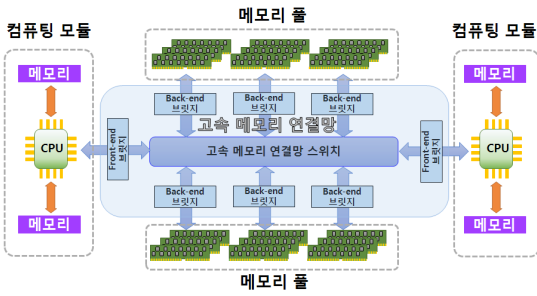 메모리 풀
컴퓨팅 모듈
컴퓨팅 모듈
메모리
메모리
Back-end
브릿지
Back-end
브릿지
Back-end
브릿지
고속 메모리 연결망
CPU
Front-end
브릿지
고속 메모리 연결망 스위치
Front-end
브릿지
CPU
Back-end
브릿지
Back-end
브릿지
Back-end
브릿지
메모리
메모리
메모리 풀